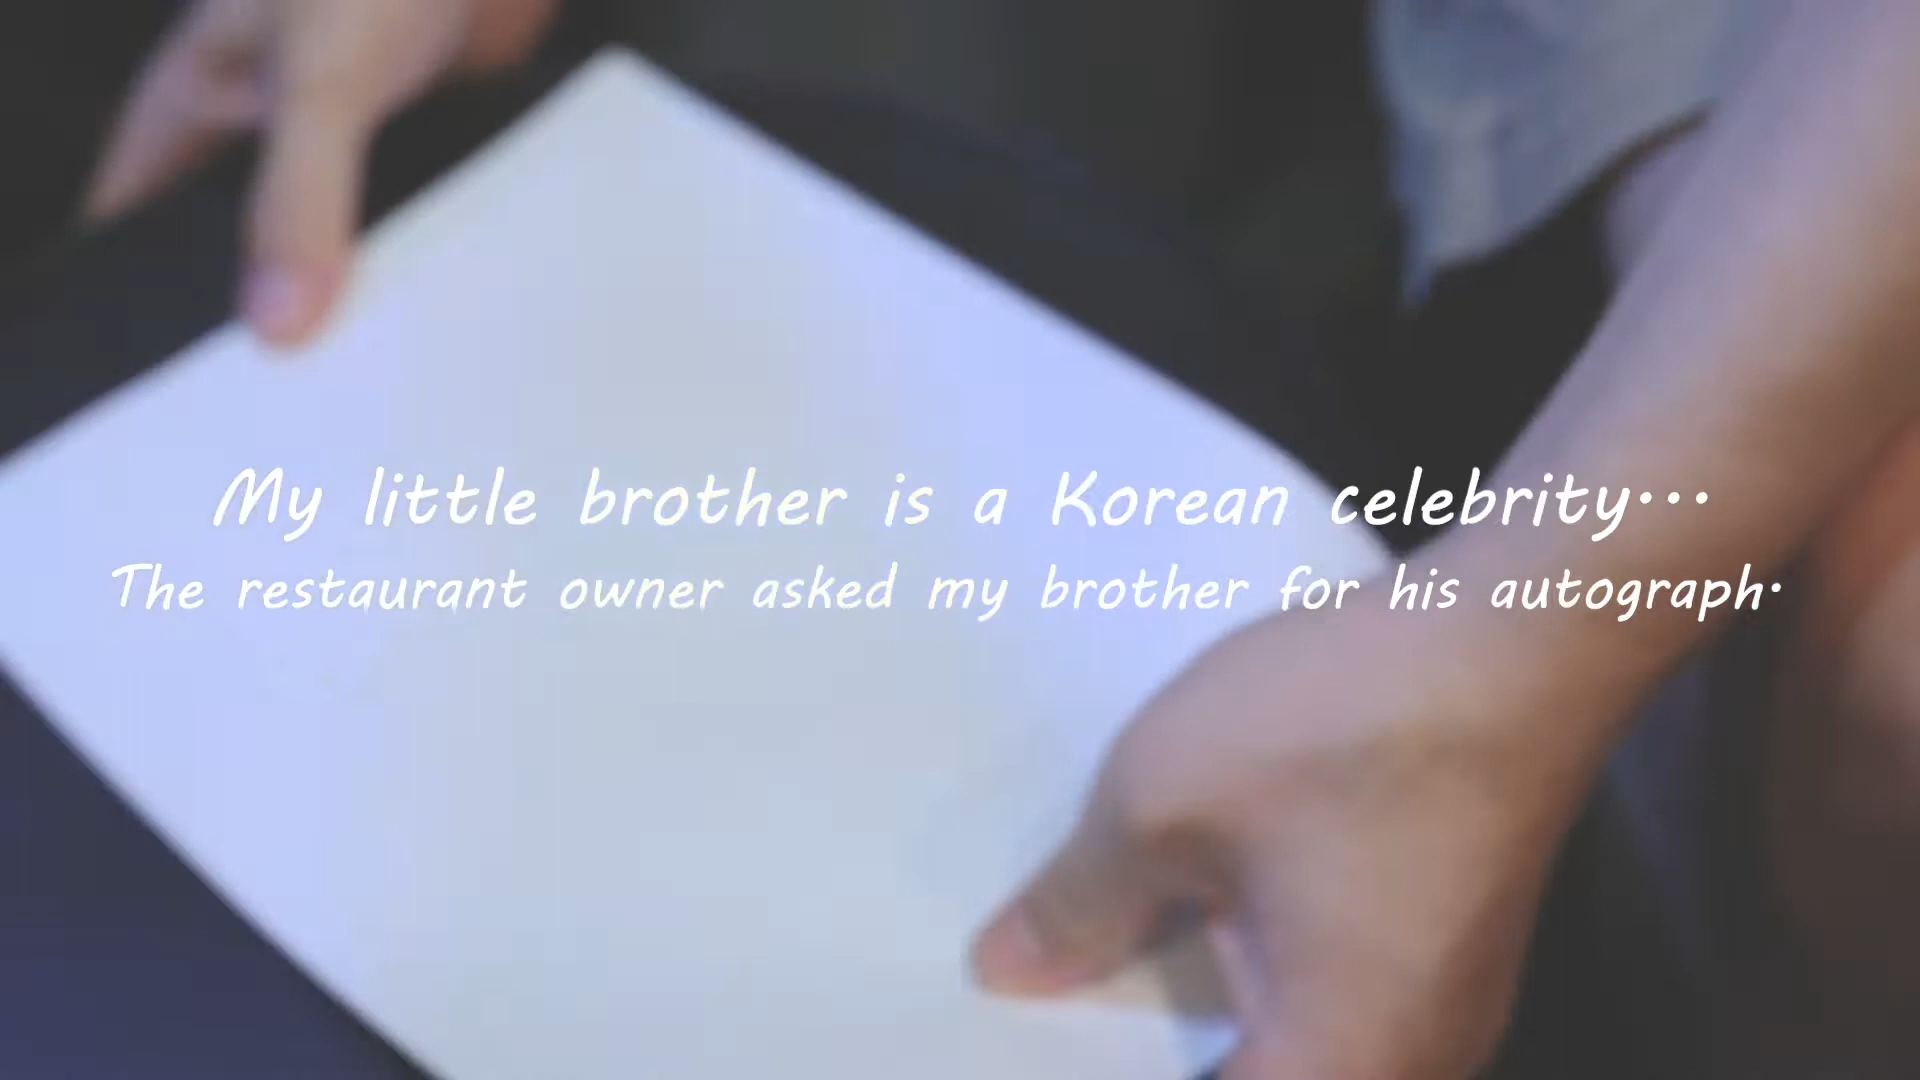 My little brother is a Korean celebrity···
The restaurant owner asked my brother for his autograph·